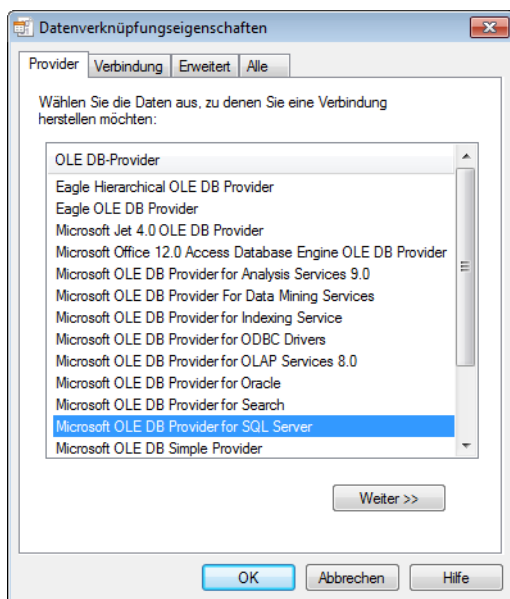 Datenverknüpfungseigenschaften
Provider Verbindung Erweitert Alle
Wählen Sie die Daten aus, zu denen Sie eine Verbindung
herstellen möchten:
OLE DB-Provider
Eagle Hierarchical OLE DB Provider
Eagle OLE DB Provider
Microsoft Jet 4.0 OLE DB Provider
Microsoft Office 12.0 Access Database Engine OLE DB Provider
Microsoft OLE DB Provider for Analysis Services 9.0
Microsoft OLE DB Provider For Data Mining Services
Microsoft OLE DB Provider for Indexing Service
Microsoft OLE DB Provider for ODBC Drivers
Microsoft OLE DB Provider for OLAP Services 8.0
Microsoft OLE DB Provider for Oracle
Microsoft OLE DB Provider for Search
Microsoft OLE DB Provider for SQL Server
Microsoft OLE DB Simple Provider
Weiter >>
OK Abbrechen Hilfe